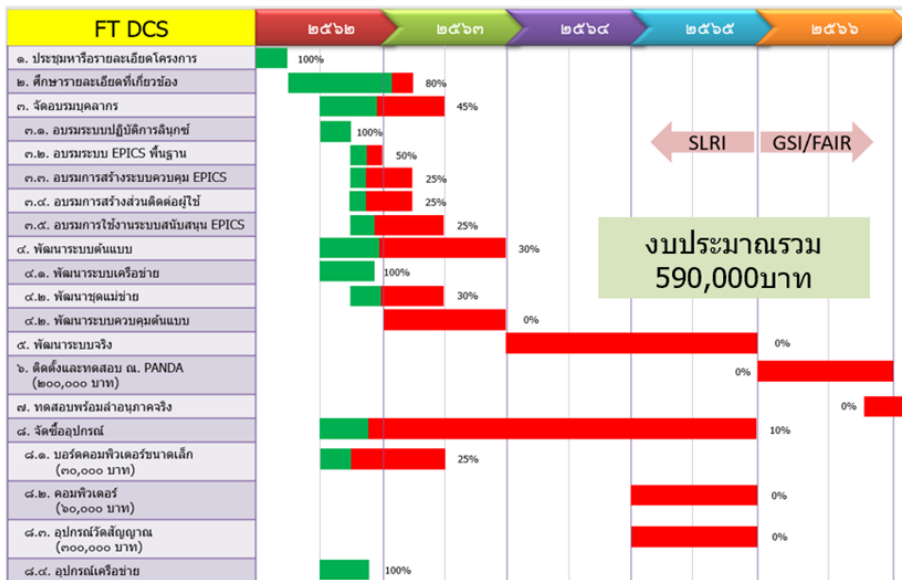 FT DCS
๒๕๖๒ ๒๕๖๓ ๒๕๖๔ ๒๕๖๕ ๒๕๖๖
๑. ประชุมหารือรายละเอียดโครงการ 100%
๒. ศึกษารายละเอียดที่เกี่ยวข้อง 80%
๓. จัดอบรมบุคลากร 45%
๓.๑. อบรมระบบปฏิบัติการลินุกซ์ 100%
๓.๒. อบรมระบบ EPICS พื้นฐาน 50%
SLRI GSI/FAIR
๓.๓. อบรมการสร้างระบบควบคุม EPICS 25%
๓.๔. อบรมการสร้างส่วนติดต่อผู้ใช้ 25%
๓.๕. อบรมการใช้งานระบบสนับสนุน EPICS 25%
๔. พัฒนาระบบต้นแบบ 30%
งบประมาณรวม
590,000บาท
๔.๑. พัฒนาระบบเครือข่าย 100%
๔.๒. พัฒนาชุดแม่ข่าย 30%
๔.๒. พัฒนาระบบควบคุมต้นแบบ 0%
๕. พัฒนาระบบจริง 0%
๖. ติดตั้งและทดสอบ ณ. PANDA 0%
(๒๐๐,๐๐๐ บาท)
๗. ทดสอบพร้อมลำอนุภาคจริง 0%
๘. จัดซื้ออุปกรณ์ 10%
๘.๑. บอร์ดคอมพิวเตอร์ขนาดเล็ก 25%
(๓๐,๐๐๐ บาท)
๘.๒. คอมพิวเตอร์ 0%
(๖๐,๐๐๐ บาท)
๘.๓. อุปกรณ์วัดสัญญาณ 0%
(๓๐๐,๐๐๐ บาท)
๘.๔. อุปกรณ์เครือข่าย 100%